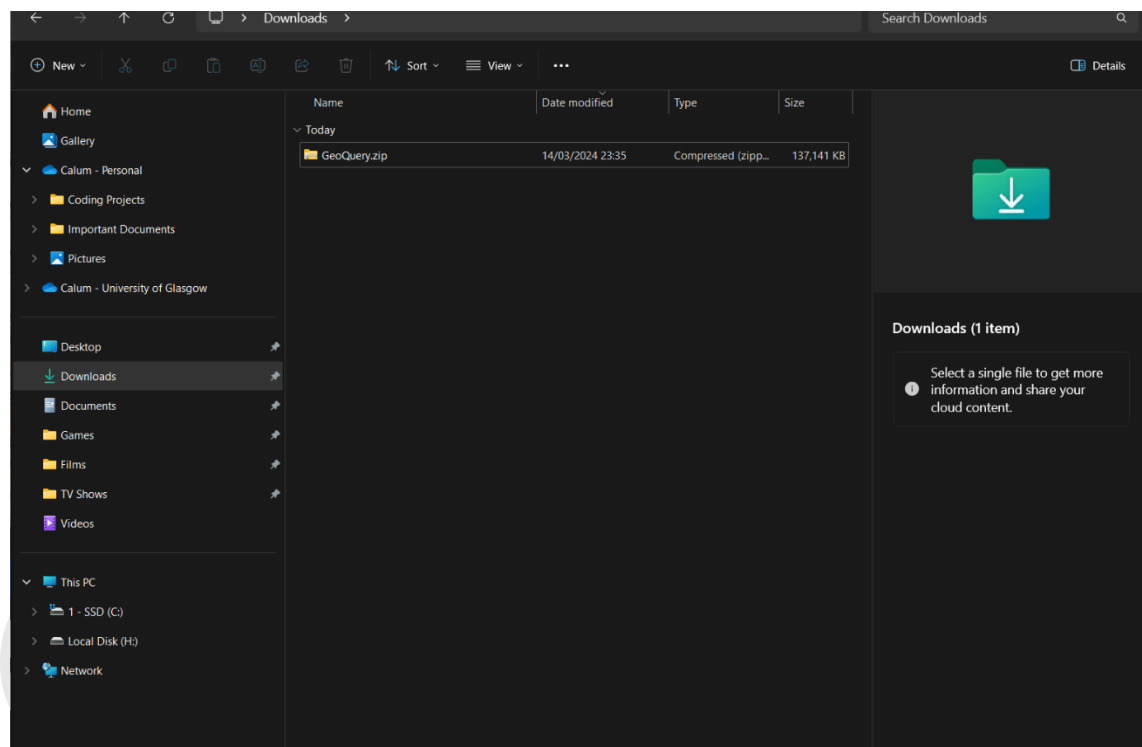 Downloads
Search Downloads
New
Sort
View
Details
Home
Gallery
Calum - Personal
Coding Projects
Important Documents
Pictures
Calum - University of Glasgow
Desktop
Downloads
Documents
Games
Films
TV Shows
Videos
This PC
1 - SSD (C:)
Local Disk (H:)
Network
Name Date modified Type Size
Today
GeoQuery.zip 14/03/2024 23:35 Compressed (zipp... 137,141 KB
Downloads (1 item)
Select a single file to get more
information and share your
cloud content.